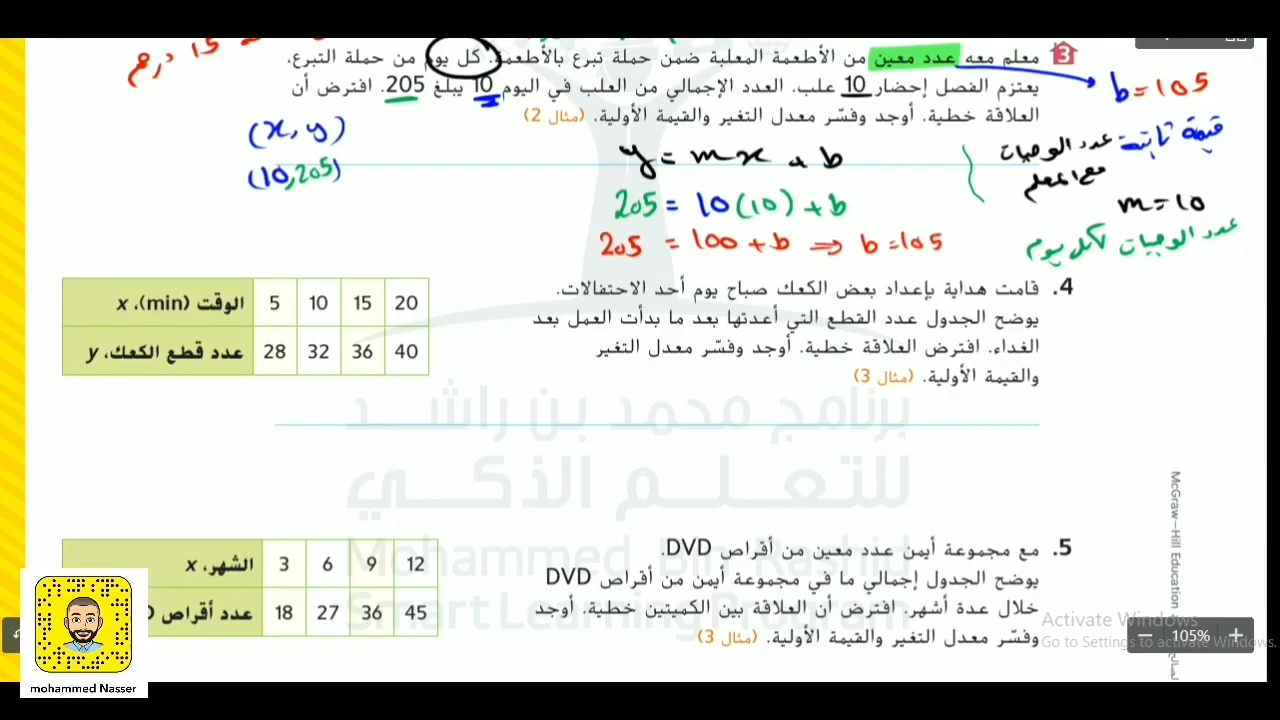 15 درهم
3 معلم معه عدد معين من الأطعمة المعلبة ضمن حملة تبرع بالأطعمة. كل يوم من حملة التبرع.
يعتزم الفصل إحضار 10 علب. العدد الإجمالي من العلب في اليوم 10 يبلغ 205. افترض أن
العلاقة خطية. أوجد وفسّر معدل التغير والقيمة الأولية. (مثال 2)
b = 105
قيمة ثابتة عدد الوجبات
مع المعلم
m = 10
عدد الوجبات لكل يوم
(x, y)
(10, 205)
y = mx + b
205 = 10(10) + b
205 = 100 + b ⇒ b = 105
4. قامت هداية بإعداد بعض الكعك صباح يوم أحد الاحتفالات.
يوضح الجدول عدد القطع التي أعدتها بعد ما بدأت العمل بعد
الغداء. افترض العلاقة خطية. أوجد وفسّر معدل التغير
والقيمة الأولية. (مثال 3)
الوقت (min)، x 5 10 15 20
عدد قطع الكعك، y 28 32 36 40
برنامج محمد بن راشد
للتعلم الذكي
Mohammed Bin Rashid
Smart Learning Program
5. مع مجموعة أيمن عدد معين من أقراص DVD.
يوضح الجدول إجمالي ما في مجموعة أيمن من أقراص DVD
خلال عدة أشهر. افترض أن العلاقة بين الكميتين خطية. أوجد
وفسّر معدل التغير والقيمة الأولية. (مثال 3)
الشهر، x 3 6 9 12
عدد أقراص D 18 27 36 45
McGraw-Hill Education
Activate Windows
Go to Settings to activate Windows.
105%
mohammed Nasser